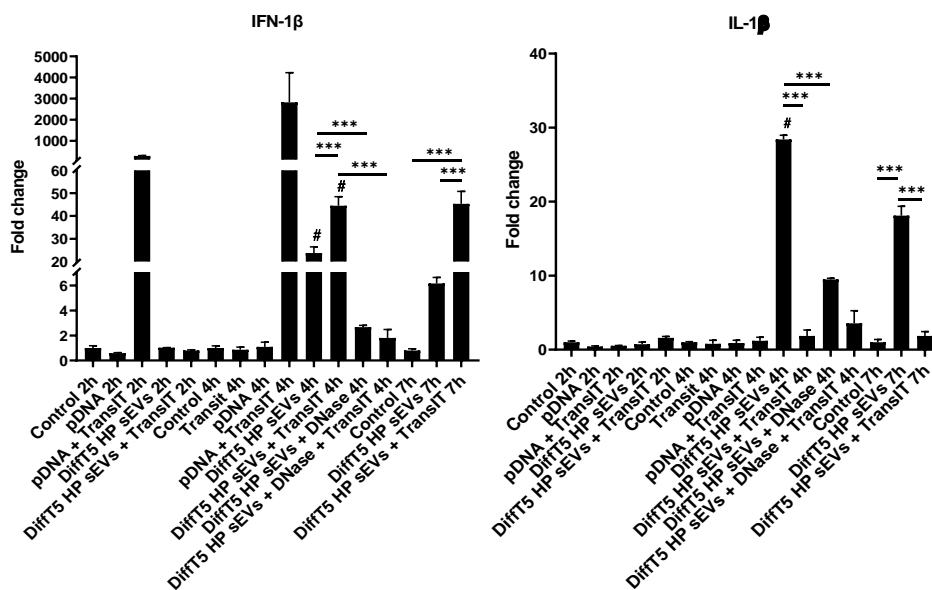 IFN-1β
Fold change
5000
4000
3000
2000
1000
60
50
40
30
20
6
4
2
0
***
***
***
***
***
#
#
Control 2h
pDNA 2h
pDNA + TransIT 2h
DiffT5 HP sEVs 2h
DiffT5 HP sEVs + TransIT 2h
Control 4h
Transit 4h
pDNA 4h
pDNA + TransIT 4h
DiffT5 HP sEVs 4h
DiffT5 HP sEVs + TransIT 4h
DiffT5 HP sEVs + DNase 4h
DiffT5 HP sEVs + DNase + TransIT 4h
Control 7h
DiffT5 HP sEVs 7h
DiffT5 HP sEVs + TransIT 7h
IL-1β
Fold change
40
30
20
10
0
***
***
#
***
***
Control 2h
pDNA 2h
pDNA + TransIT 2h
DiffT5 HP sEVs 2h
DiffT5 HP sEVs + TransIT 2h
Control 4h
Transit 4h
pDNA 4h
pDNA + TransIT 4h
DiffT5 HP sEVs 4h
DiffT5 HP sEVs + TransIT 4h
DiffT5 HP sEVs + DNase 4h
DiffT5 HP sEVs + DNase + TransIT 4h
Control 7h
DiffT5 HP sEVs 7h
DiffT5 HP sEVs + TransIT 7h